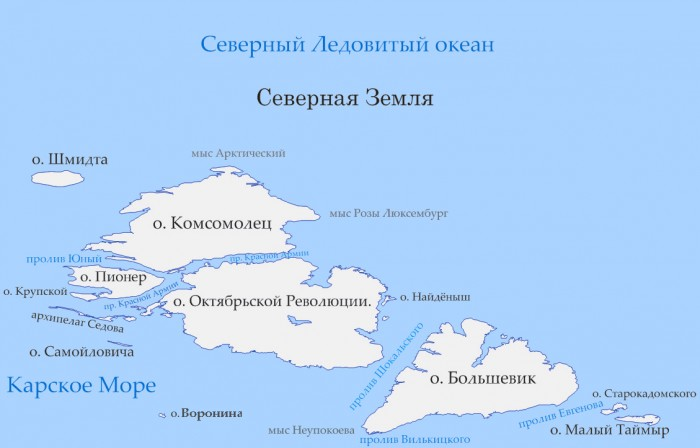 Северный Ледовитый океан
Северная Земля
мыс Арктический
о. Шмидта
мыс Розы Люксембург
о. Комсомолец
пролив Юный
пр. Красной Армии
о. Пионер
о. Крупской
пр. Красной Армии
о. Октябрьской Революции.
о. Найдёныш
архипелаг Седова
о. Самойловича
пролив Шокальского
Карское Море
о. Большевик
о. Старокадомского
о. Воронина
пролив Евгенова
мыс Неупокоева
о. Малый Таймыр
пролив Вилькицкого